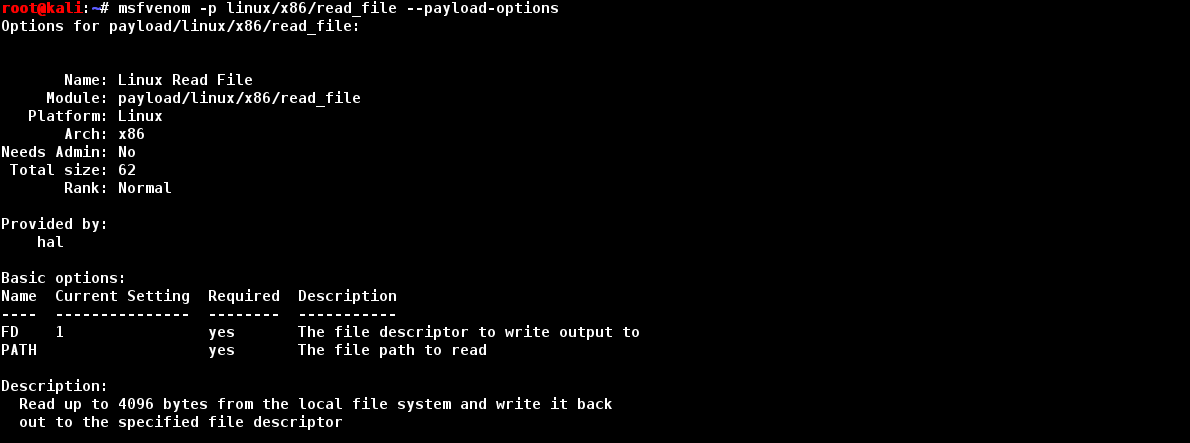 root@kali:~# msfvenom -p linux/x86/read_file --payload-options
Options for payload/linux/x86/read_file:
Name: Linux Read File
Module: payload/linux/x86/read_file
Platform: Linux
Arch: x86
Needs Admin: No
Total size: 62
Rank: Normal
Provided by:
hal
Basic options:
Name  Current Setting  Required  Description
----  ---------------  --------  -----------
FD    1                yes       The file descriptor to write output to
PATH                   yes       The file path to read
Description:
Read up to 4096 bytes from the local file system and write it back
out to the specified file descriptor